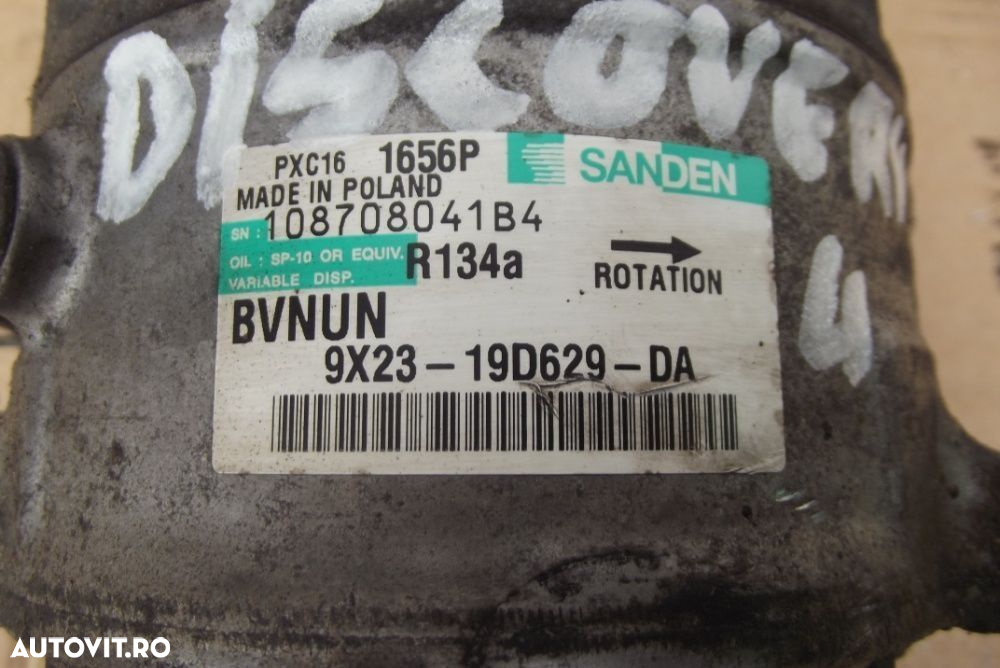 DISCOVERY
4
PXC16 1656P SANDEN
MADE IN POLAND
SN : 108708041B4
OIL : SP-10 OR EQUIV. R134a
VARIABLE DISP.
ROTATION
BVNUN
9X23-19D629-DA
AUTOVIT.RO